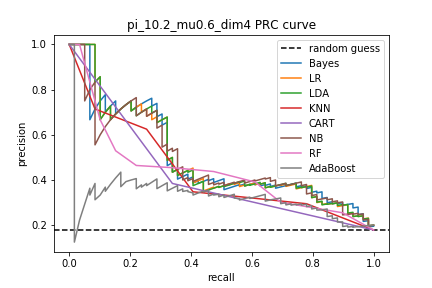 pi_10.2_mu0.6_dim4 PRC curve
1.0
0.8
0.6
0.4
0.2
precision
random guess
Bayes
LR
LDA
KNN
CART
NB
RF
AdaBoost
0.0 0.2 0.4 0.6 0.8 1.0
recall